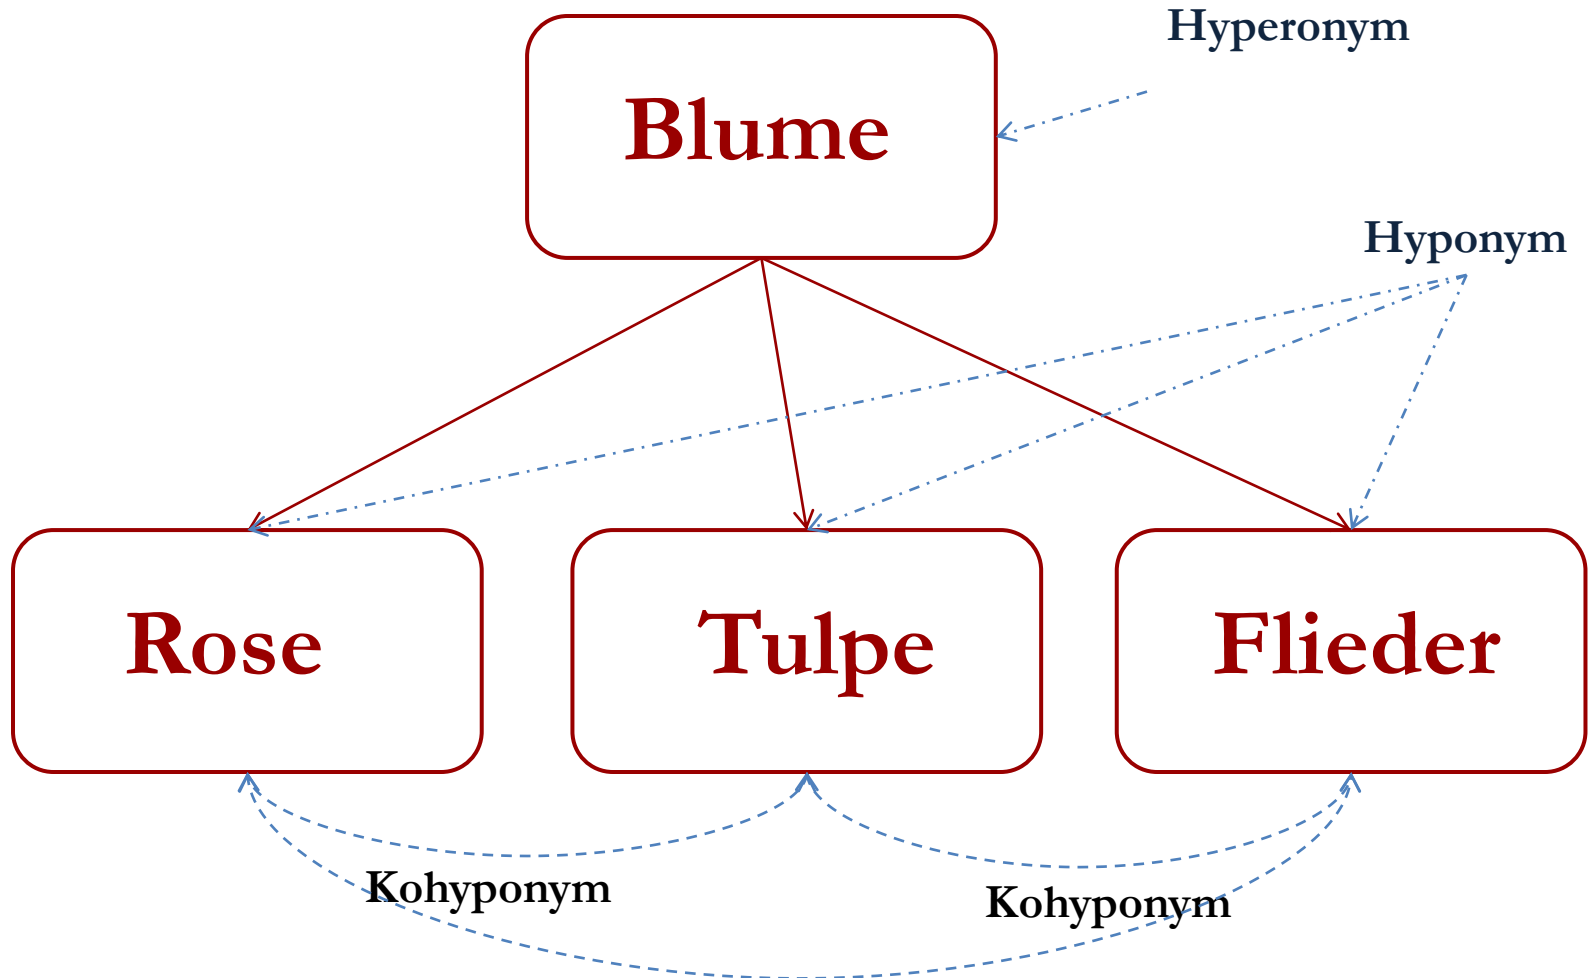 Hyperonym
Blume
Hyponym
Rose
Tulpe
Flieder
Kohyponym
Kohyponym